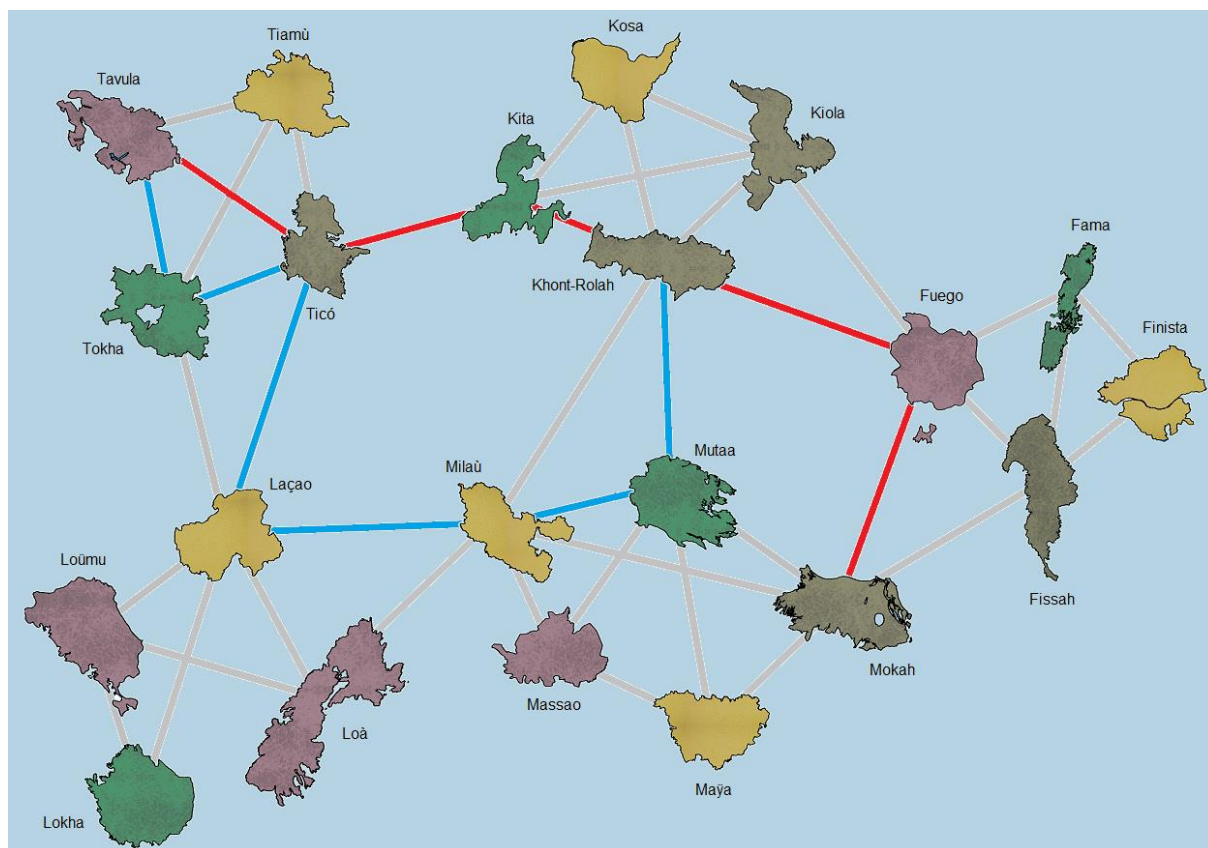 Kosa
Tiamù
Tavula
Kita
Kiola
Fama
Khont-Rolah
Fuego
Ticó
Finista
Tokha
Mutaa
Milaù
Laçao
Loümu
Fissah
Mokah
Massao
Loà
Maÿa
Lokha